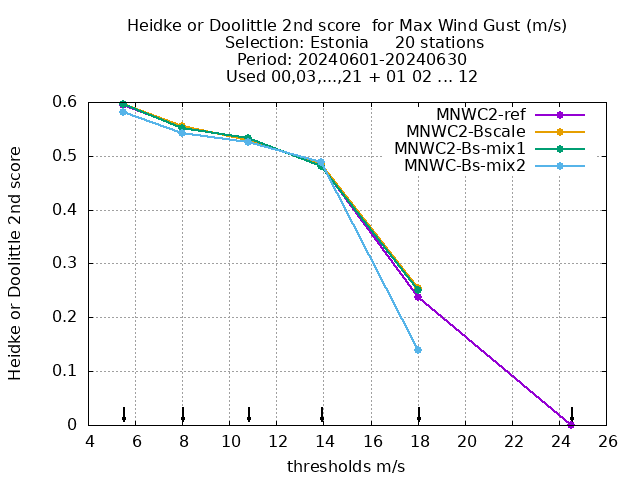 Heidke or Doolittle 2nd score  for Max Wind Gust (m/s)
Selection: Estonia     20 stations
Period: 20240601-20240630
Used 00,03,...,21 + 01 02 ... 12
MNWC2-ref
MNWC2-Bscale
MNWC2-Bs-mix1
MNWC-Bs-mix2
Heidke or Doolittle 2nd score
0.6
0.5
0.4
0.3
0.2
0.1
0
4 6 8 10 12 14 16 18 20 22 24 26
thresholds m/s